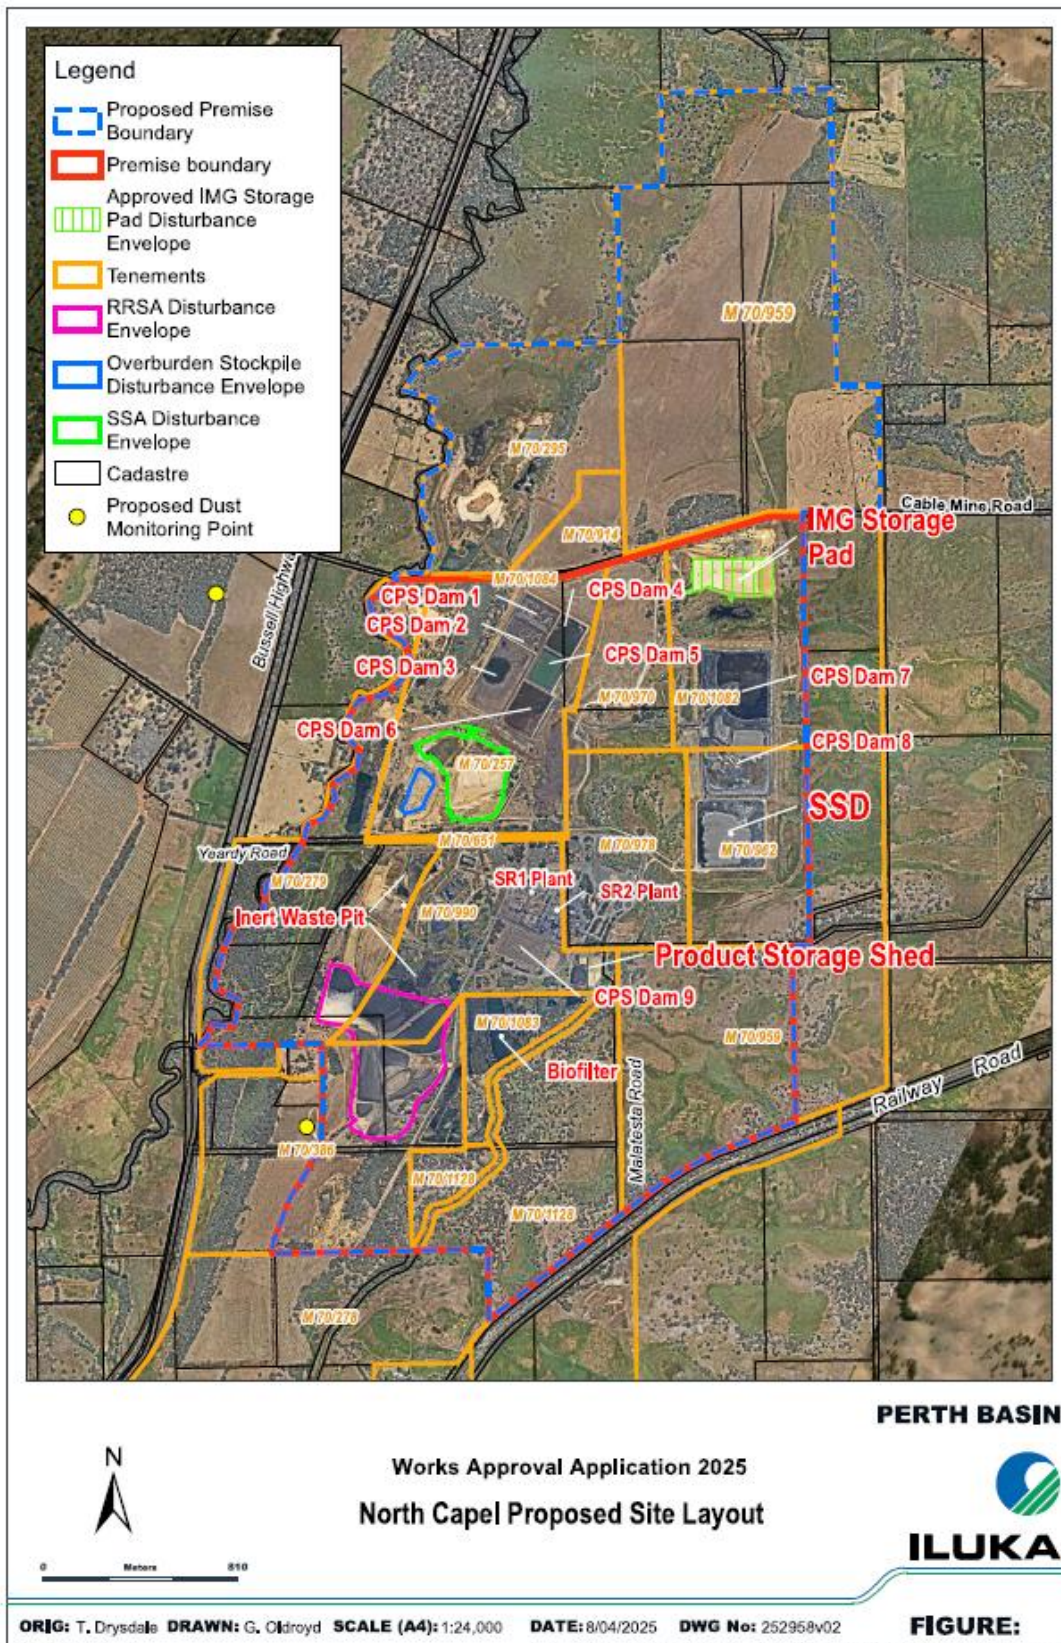 Legend
Proposed Premise
Boundary
Premise boundary
Approved IMG Storage
Pad Disturbance
Envelope
Tenements
RRSA Disturbance
Envelope
Overburden Stockpile
Disturbance Envelope
SSA Disturbance
Envelope
Cadastre
Proposed Dust
Monitoring Point
M 70/959
M 70/295
Cable Mine Road
IMG Storage
Pad
M 70/914
M 70/1084
CPS Dam 1
CPS Dam 4
CPS Dam 2
Bussell Highway
CPS Dam 3
CPS Dam 5
CPS Dam 7
M 70/970
M 70/1082
CPS Dam 6
CPS Dam 8
M 70/257
SSD
M 70/651
M 70/978
M 70/962
Yeardy Road
M 70/279
SR1 Plant
SR2 Plant
Inert Waste Pit
M 70/990
Product Storage Shed
CPS Dam 9
M 70/1083
M 70/959
Biofilter
Malatesta Road
Railway Road
M 70/386
M 70/1128
M 70/1128
M 70/278
PERTH BASIN
N
Works Approval Application 2025
North Capel Proposed Site Layout
ILUKA
0 Meters 810
ORIG: T. Drysdale DRAWN: G. Oldroyd SCALE (A4): 1:24,000 DATE: 8/04/2025 DWG No: 252958v02 FIGURE: